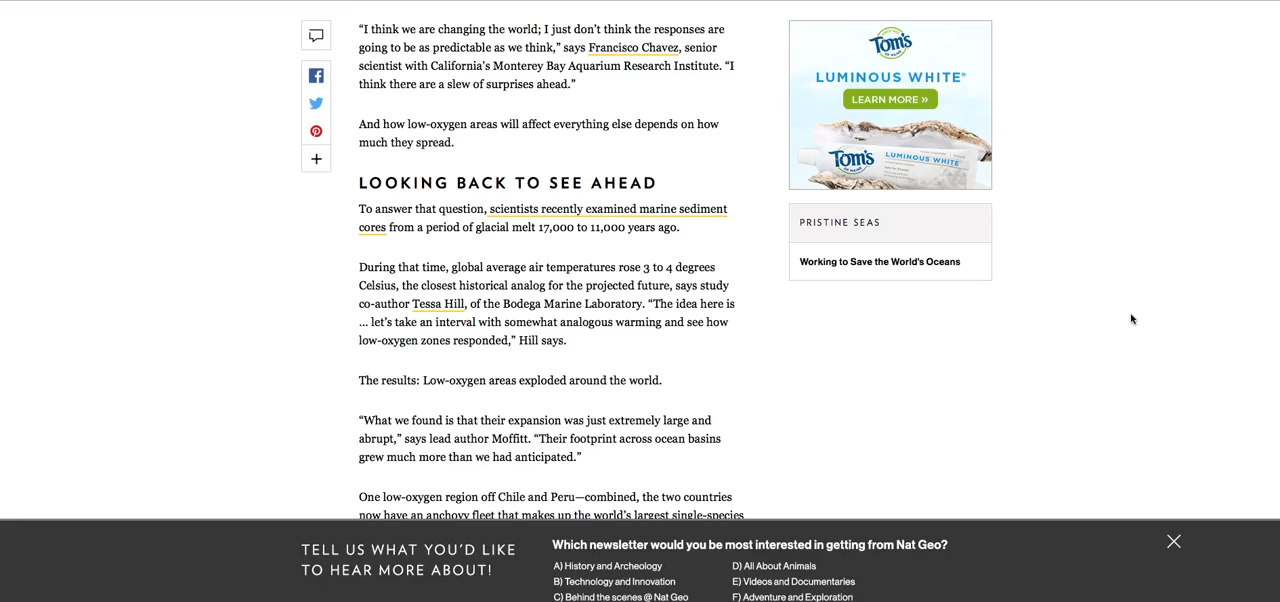 “I think we are changing the world; I just don’t think the responses are
going to be as predictable as we think,” says Francisco Chavez, senior
scientist with California’s Monterey Bay Aquarium Research Institute. “I
think there are a slew of surprises ahead.”
And how low-oxygen areas will affect everything else depends on how
much they spread.
LOOKING BACK TO SEE AHEAD
To answer that question, scientists recently examined marine sediment
cores from a period of glacial melt 17,000 to 11,000 years ago.
During that time, global average air temperatures rose 3 to 4 degrees
Celsius, the closest historical analog for the projected future, says study
co-author Tessa Hill, of the Bodega Marine Laboratory. “The idea here is
... let’s take an interval with somewhat analogous warming and see how
low-oxygen zones responded,” Hill says.
The results: Low-oxygen areas exploded around the world.
“What we found is that their expansion was just extremely large and
abrupt,” says lead author Moffitt. “Their footprint across ocean basins
grew much more than we had anticipated.”
One low-oxygen region off Chile and Peru—combined, the two countries
now have an anchovy fleet that makes up the world’s largest single-species
Tom's
OF MAINE
LUMINOUS WHITE®
LEARN MORE »
Tom's
OF MAINE
LUMINOUS WHITE
PRISTINE SEAS
Working to Save the World's Oceans
TELL US WHAT YOU’D LIKE
TO HEAR MORE ABOUT!
Which newsletter would you be most interested in getting from Nat Geo?
A) History and Archeology
B) Technology and Innovation
C) Behind the scenes @ Nat Geo
D) All About Animals
E) Videos and Documentaries
F) Adventure and Exploration